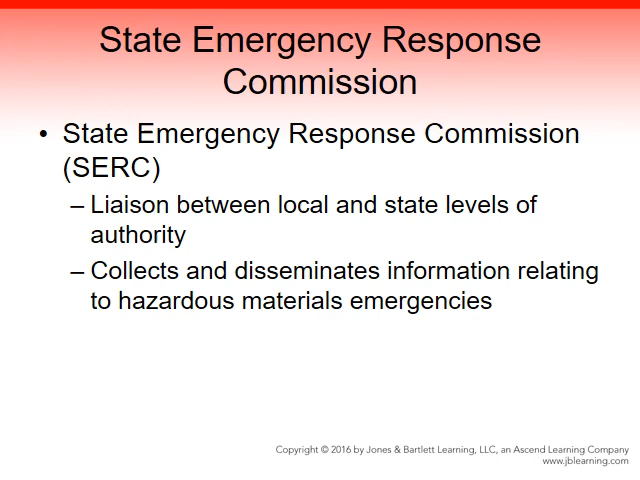 State Emergency Response
Commission
• State Emergency Response Commission
(SERC)
– Liaison between local and state levels of
authority
– Collects and disseminates information relating
to hazardous materials emergencies
Copyright © 2016 by Jones & Bartlett Learning, LLC, an Ascend Learning Company
www.jblearning.com